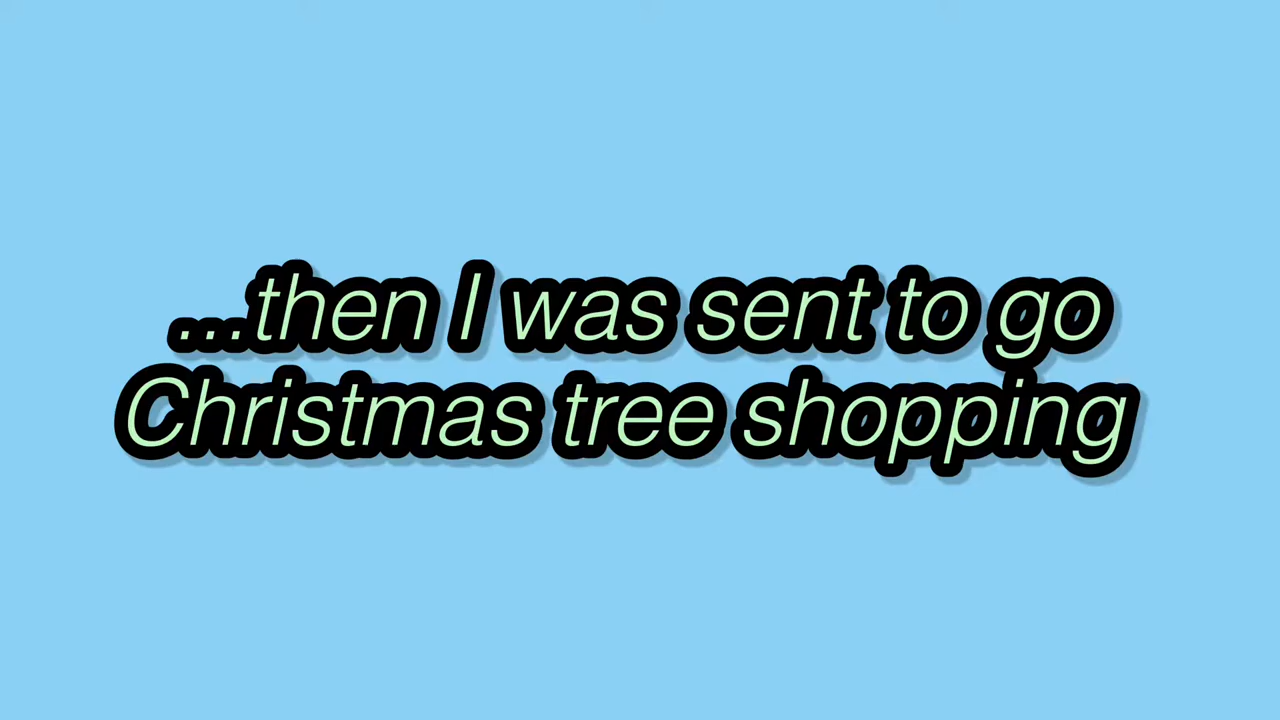 ...then I was sent to go
Christmas tree shopping